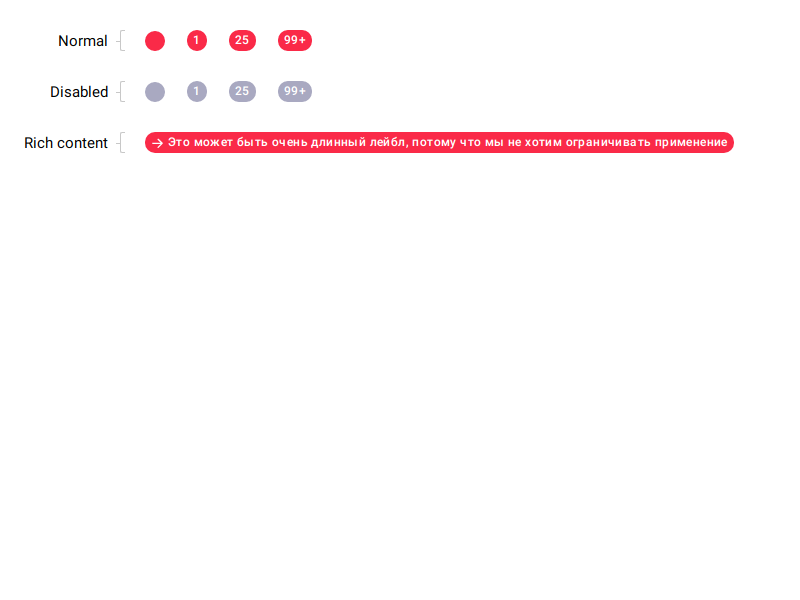 Normal 1 25 99+
Disabled 1 25 99+
Rich content → Это может быть очень длинный лейбл, потому что мы не хотим ограничивать применение